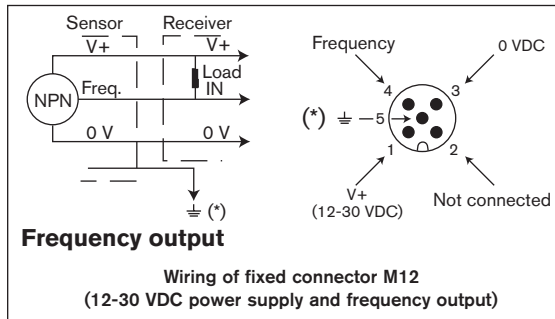 Sensor Receiver
V+ V+
Load
IN
NPN
Freq.
0 V 0 V
⏚ (*)
Frequency output
Frequency
0 VDC
4 3
(*) ⏚ 5
1 2
V+
(12-30 VDC)
Not connected
Wiring of fixed connector M12
(12-30 VDC power supply and frequency output)